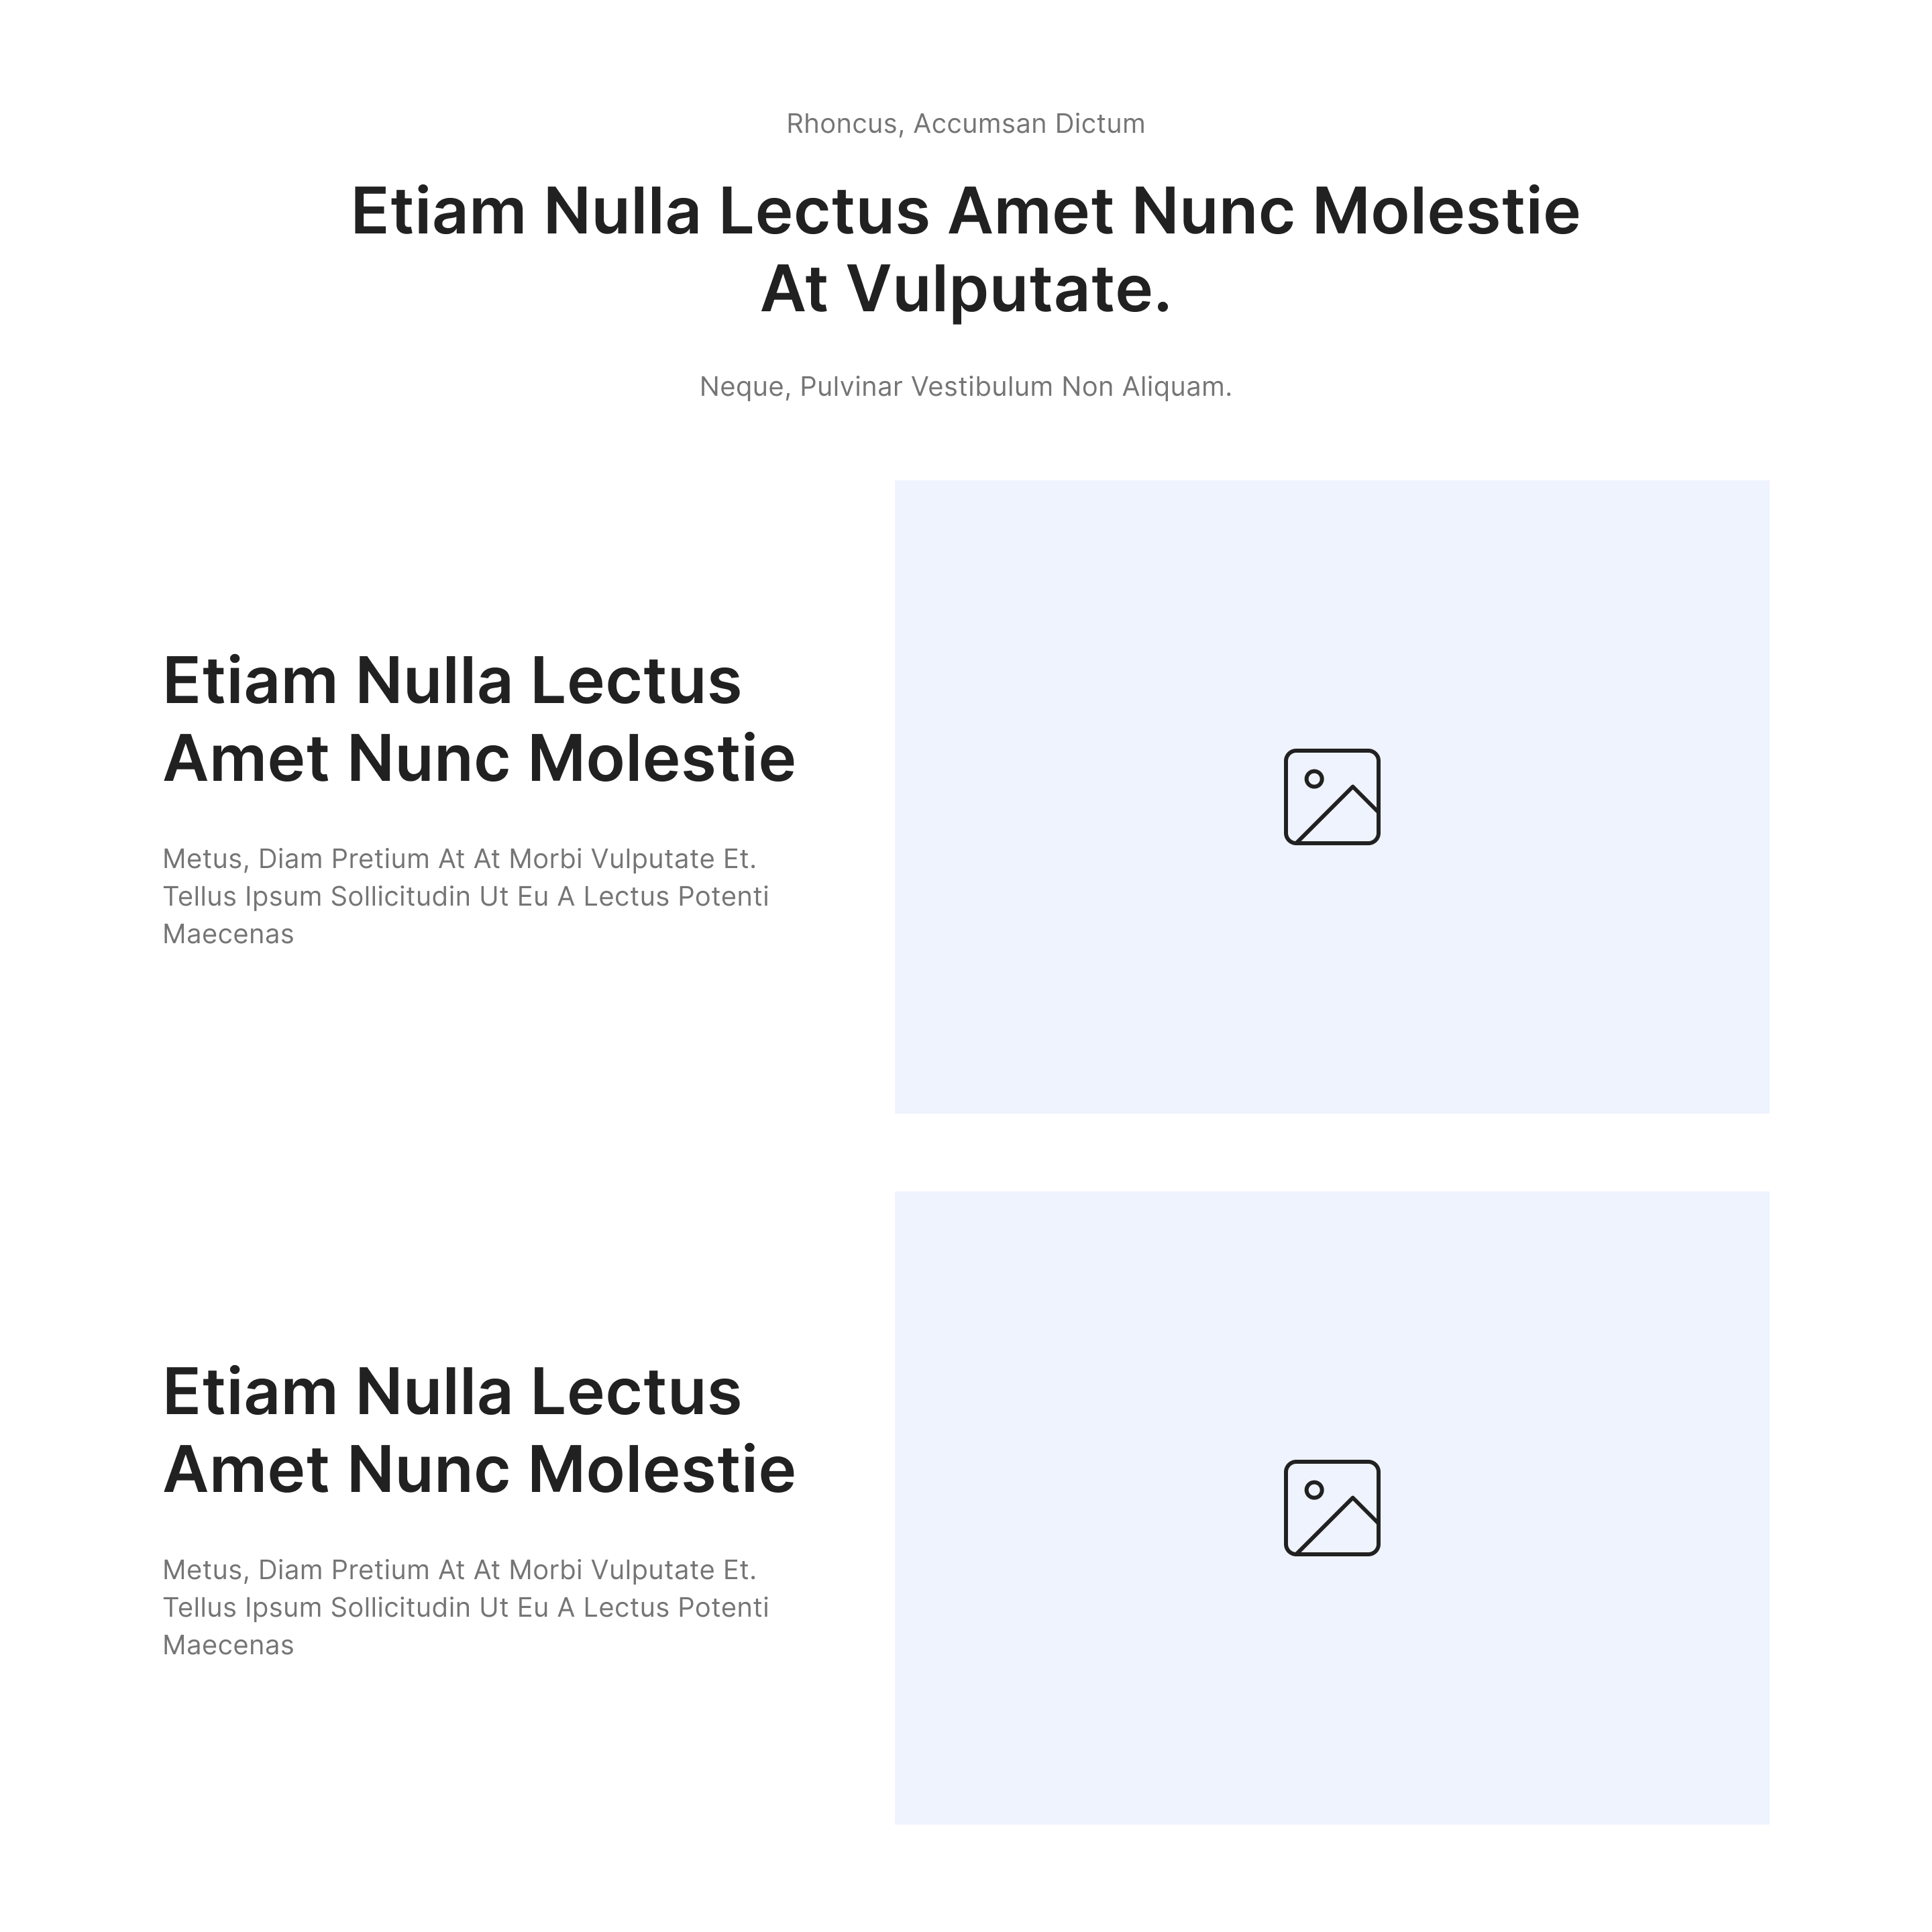 Rhoncus, Accumsan Dictum
Etiam Nulla Lectus Amet Nunc Molestie
At Vulputate.
Neque, Pulvinar Vestibulum Non Aliquam.
Etiam Nulla Lectus
Amet Nunc Molestie
Metus, Diam Pretium At At Morbi Vulputate Et.
Tellus Ipsum Sollicitudin Ut Eu A Lectus Potenti
Maecenas
Etiam Nulla Lectus
Amet Nunc Molestie
Metus, Diam Pretium At At Morbi Vulputate Et.
Tellus Ipsum Sollicitudin Ut Eu A Lectus Potenti
Maecenas